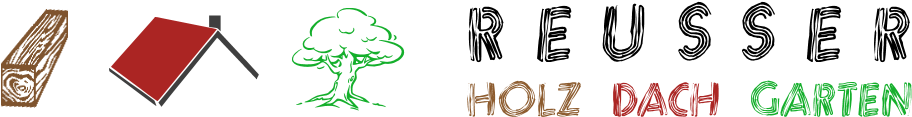 REUSSER
HOLZ DACH GARTEN